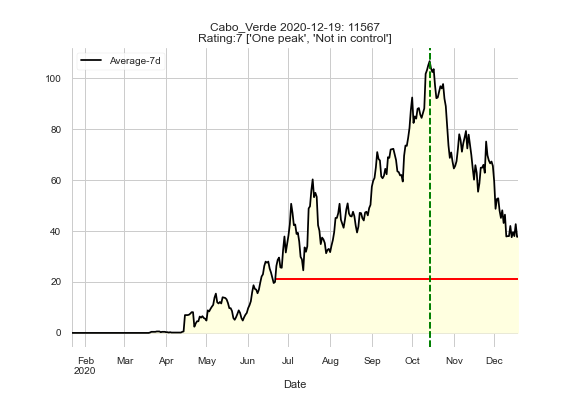 Cabo_Verde 2020-12-19: 11567
Rating:7 ['One peak', 'Not in control']
Average-7d
100
80
60
40
20
0
Feb Mar Apr May Jun Jul Aug Sep Oct Nov Dec
2020
Date